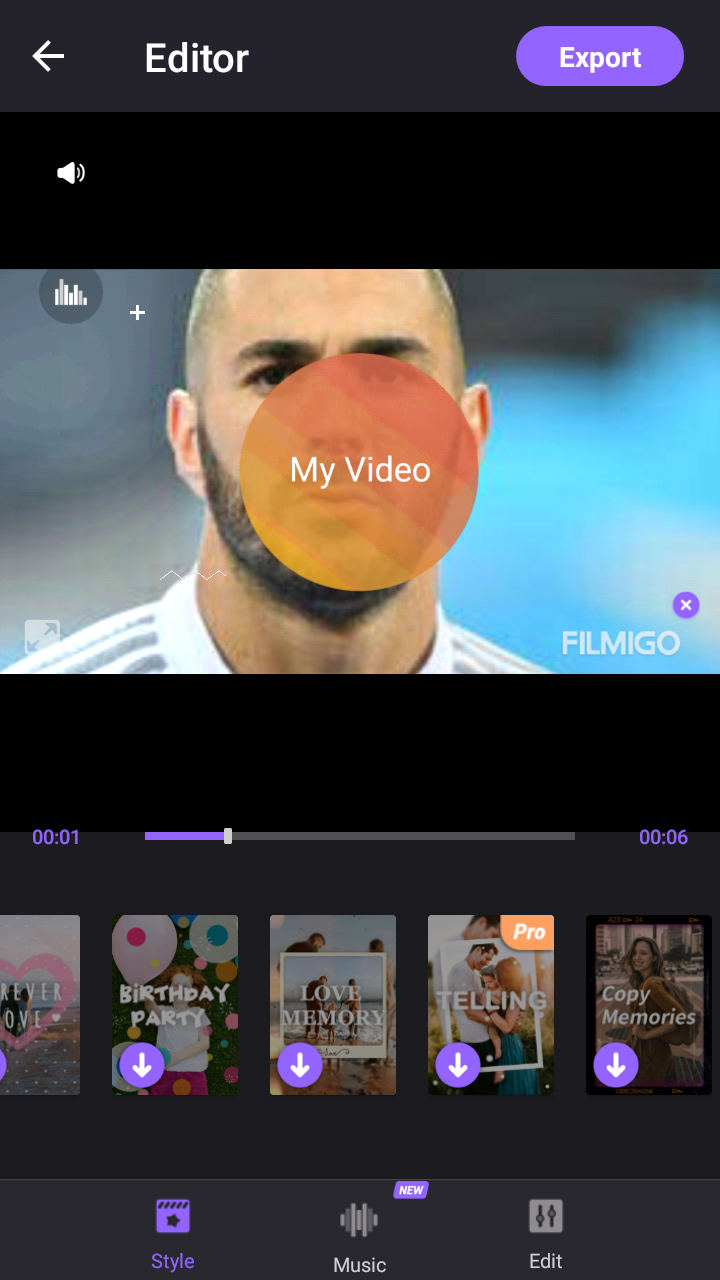 Editor
Export
My Video
FILMIGO
00:01
00:06
REVER
OVE
BiRTHDAY
PARTY
LOVE
MEMORY
Pro
TELLING
Copy
Memories
VIDEOSHOW
NEW
Style
Music
Edit